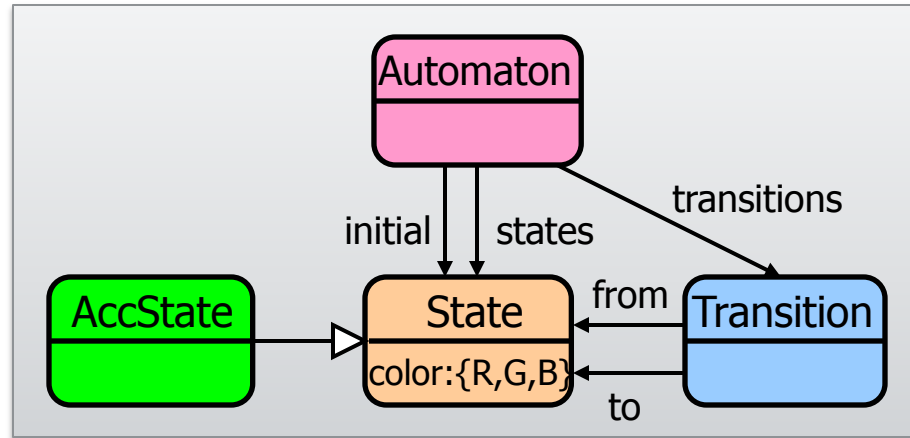 Automaton
transitions
initial
states
AccState
State
from
Transition
color:{R,G,B}
to